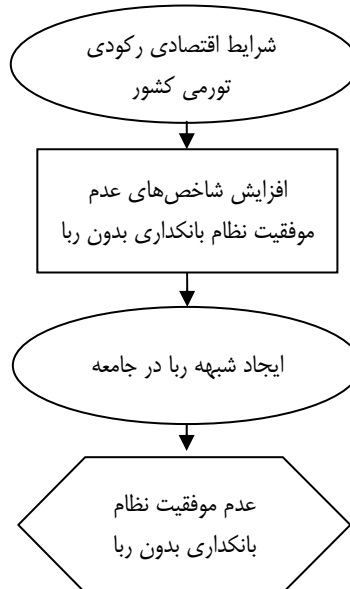 شرایط اقتصادی رکودی
تورمی کشور
افزایش شاخص‌های عدم
موفقیت نظام بانکداری بدون ربا
ایجاد شبهه ربا در جامعه
عدم موفقیت نظام
بانکداری بدون ربا